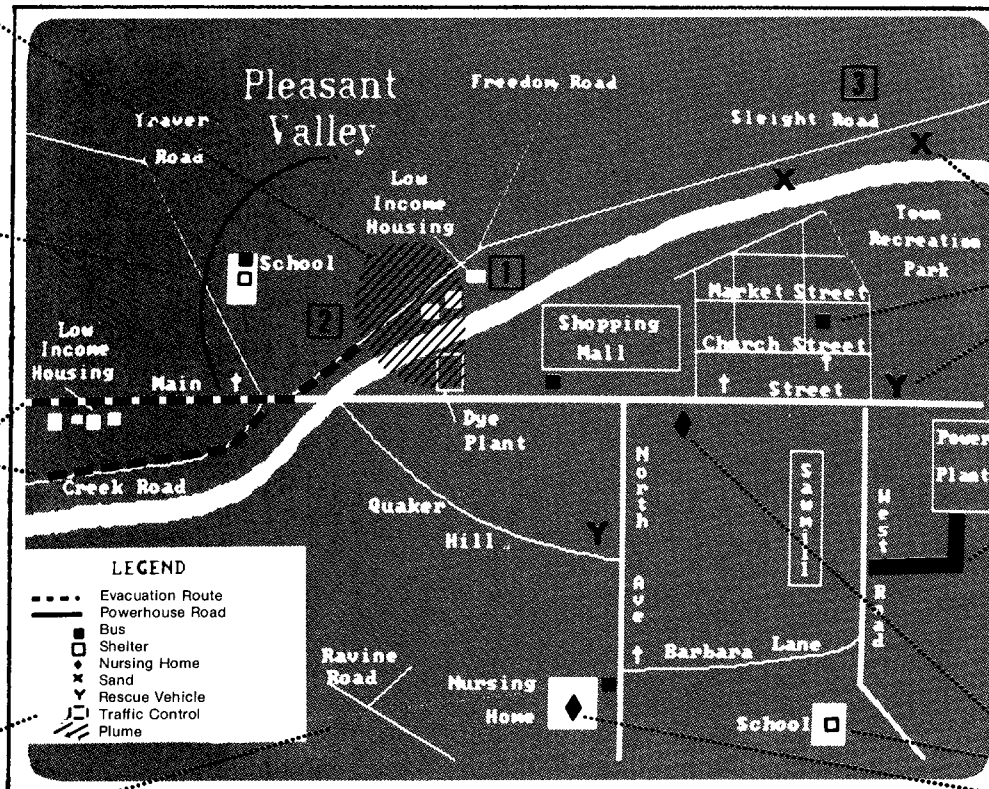 Pleasant
Valley
Freedom Road
3
Sleight Road
Traver
Road
Low
Income
Housing
Town
Recreation
Park
School
1
2
Market Street
Shopping
Mall
Church Street
Low
Income
Housing
Main
Street
Dye
Plant
Power
Plant
Creek Road
Quaker
Hill
North
Ave
Sawmill
West
Road
Barbara Lane
Ravine
Road
Nursing
Home
School
LEGEND
Evacuation Route
Powerhouse Road
Bus
Shelter
Nursing Home
Sand
Rescue Vehicle
Traffic Control
Plume